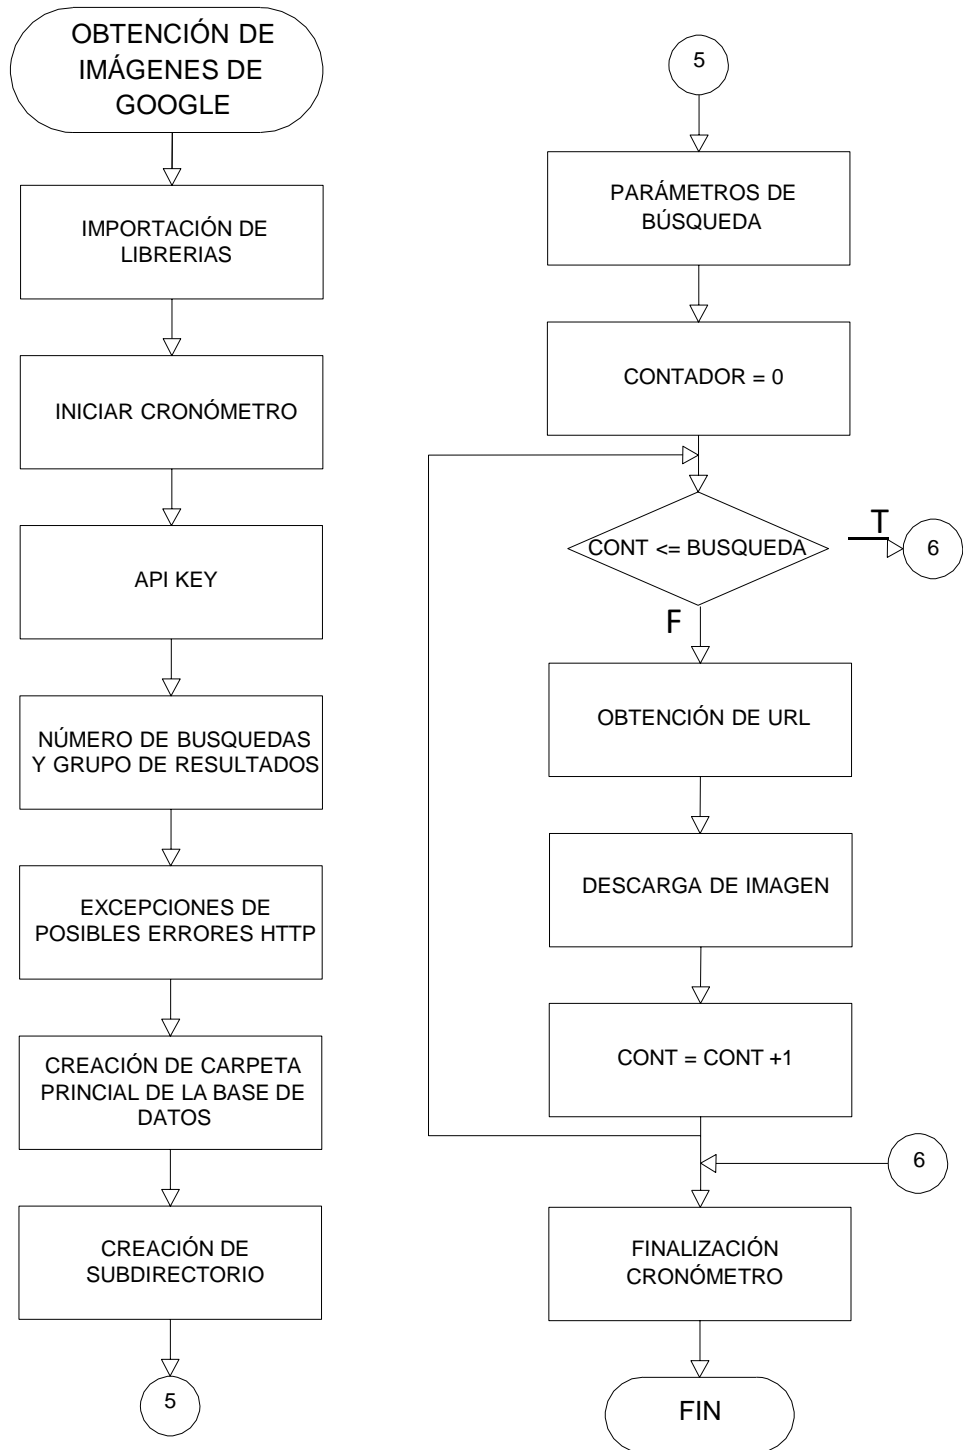 OBTENCIÓN DE
IMÁGENES DE
GOOGLE
IMPORTACIÓN DE
LIBRERIAS
INICIAR CRONÓMETRO
API KEY
NÚMERO DE BUSQUEDAS
Y GRUPO DE RESULTADOS
EXCEPCIONES DE
POSIBLES ERRORES HTTP
CREACIÓN DE CARPETA
PRINCIAL DE LA BASE DE
DATOS
CREACIÓN DE
SUBDIRECTORIO
5
5
PARÁMETROS DE
BÚSQUEDA
CONTADOR = 0
CONT <= BUSQUEDA
T
6
F
OBTENCIÓN DE URL
DESCARGA DE IMAGEN
CONT = CONT +1
6
FINALIZACIÓN
CRONÓMETRO
FIN